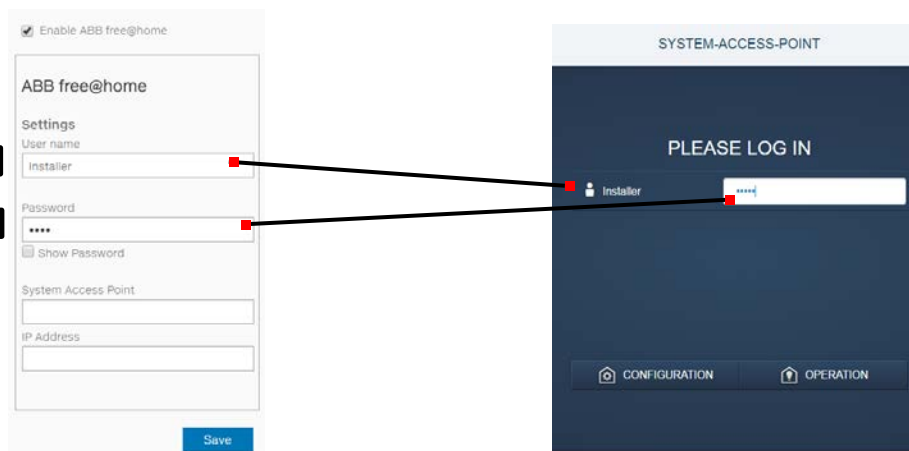 Enable ABB free@home
ABB free@home
Settings
User name
Installer
Password
••••
Show Password
System Access Point
IP Address
Save
SYSTEM-ACCESS-POINT
PLEASE LOG IN
Installer
•••••
CONFIGURATION
OPERATION